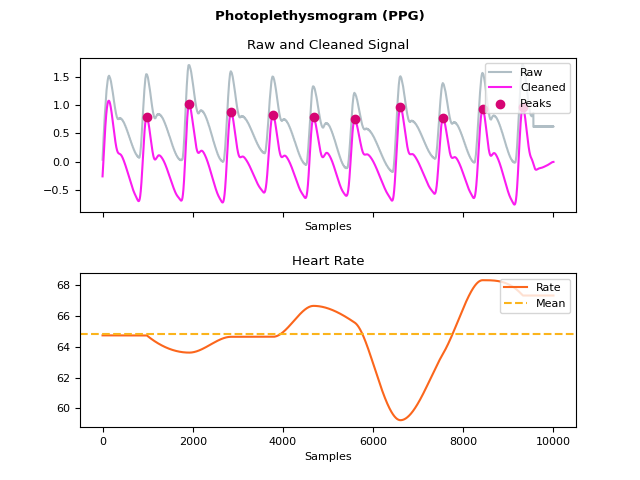 Photoplethysmogram (PPG)
Raw and Cleaned Signal
1.5
1.0
0.5
0.0
−0.5
Raw
Cleaned
Peaks
Samples
Heart Rate
68
66
64
62
60
Rate
Mean
0
2000
4000
6000
8000
10000
Samples